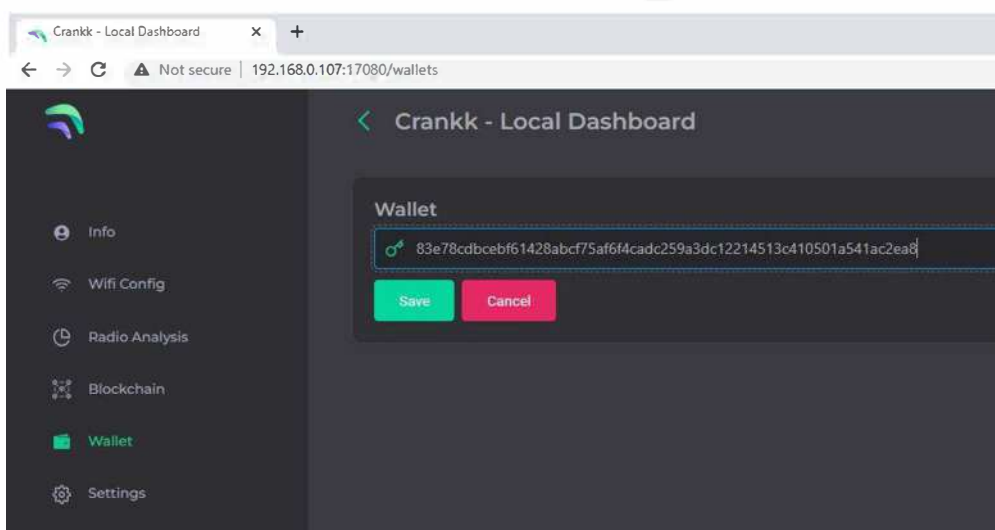 Crankk - Local Dashboard
Not secure | 192.168.0.107:17080/wallets
Crankk - Local Dashboard
Info
Wifi Config
Radio Analysis
Blockchain
Wallet
Settings
Wallet
83e78cdbcebf61428abcf75af6f4cadc259a3dc12214513c410501a541ac2ea8
Save Cancel